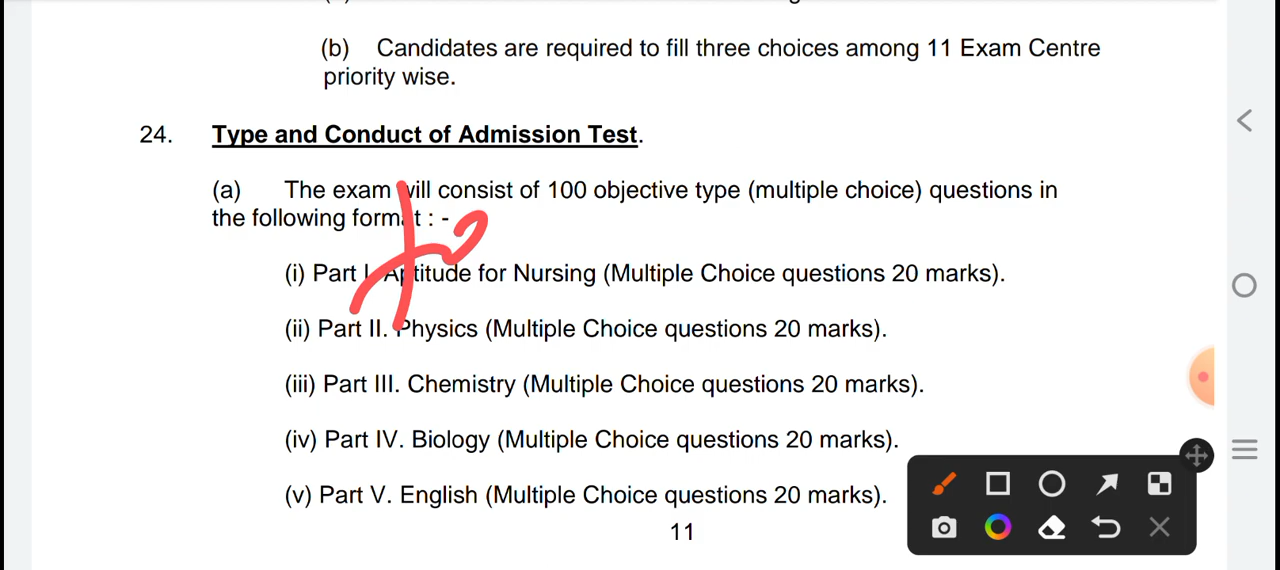 (b) Candidates are required to fill three choices among 11 Exam Centre
priority wise.
24. Type and Conduct of Admission Test.
(a) The exam will consist of 100 objective type (multiple choice) questions in
the following format : -
(i) Part I. Aptitude for Nursing (Multiple Choice questions 20 marks).
(ii) Part II. Physics (Multiple Choice questions 20 marks).
(iii) Part III. Chemistry (Multiple Choice questions 20 marks).
(iv) Part IV. Biology (Multiple Choice questions 20 marks).
(v) Part V. English (Multiple Choice questions 20 marks).
11